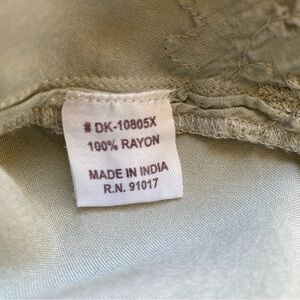 # DK-10805X
100% RAYON
MADE IN INDIA
R.N. 91017